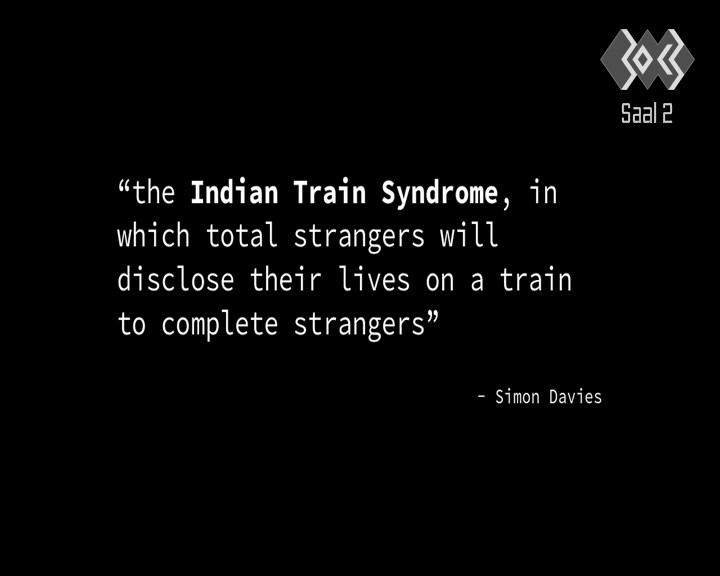 Saal 2
“the Indian Train Syndrome, in
which total strangers will
disclose their lives on a train
to complete strangers”
- Simon Davies